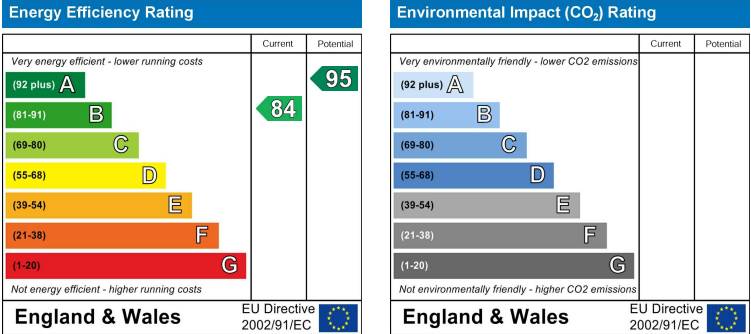 Energy Efficiency Rating
Current Potential
Very energy efficient - lower running costs
(92 plus) A
95
(81-91) B
84
(69-80) C
(55-68) D
(39-54) E
(21-38) F
(1-20) G
Not energy efficient - higher running costs
England & Wales
EU Directive
2002/91/EC
Environmental Impact (CO₂) Rating
Current Potential
Very environmentally friendly - lower CO2 emissions
(92 plus) A
(81-91) B
(69-80) C
(55-68) D
(39-54) E
(21-38) F
(1-20) G
Not environmentally friendly - higher CO2 emissions
England & Wales
EU Directive
2002/91/EC